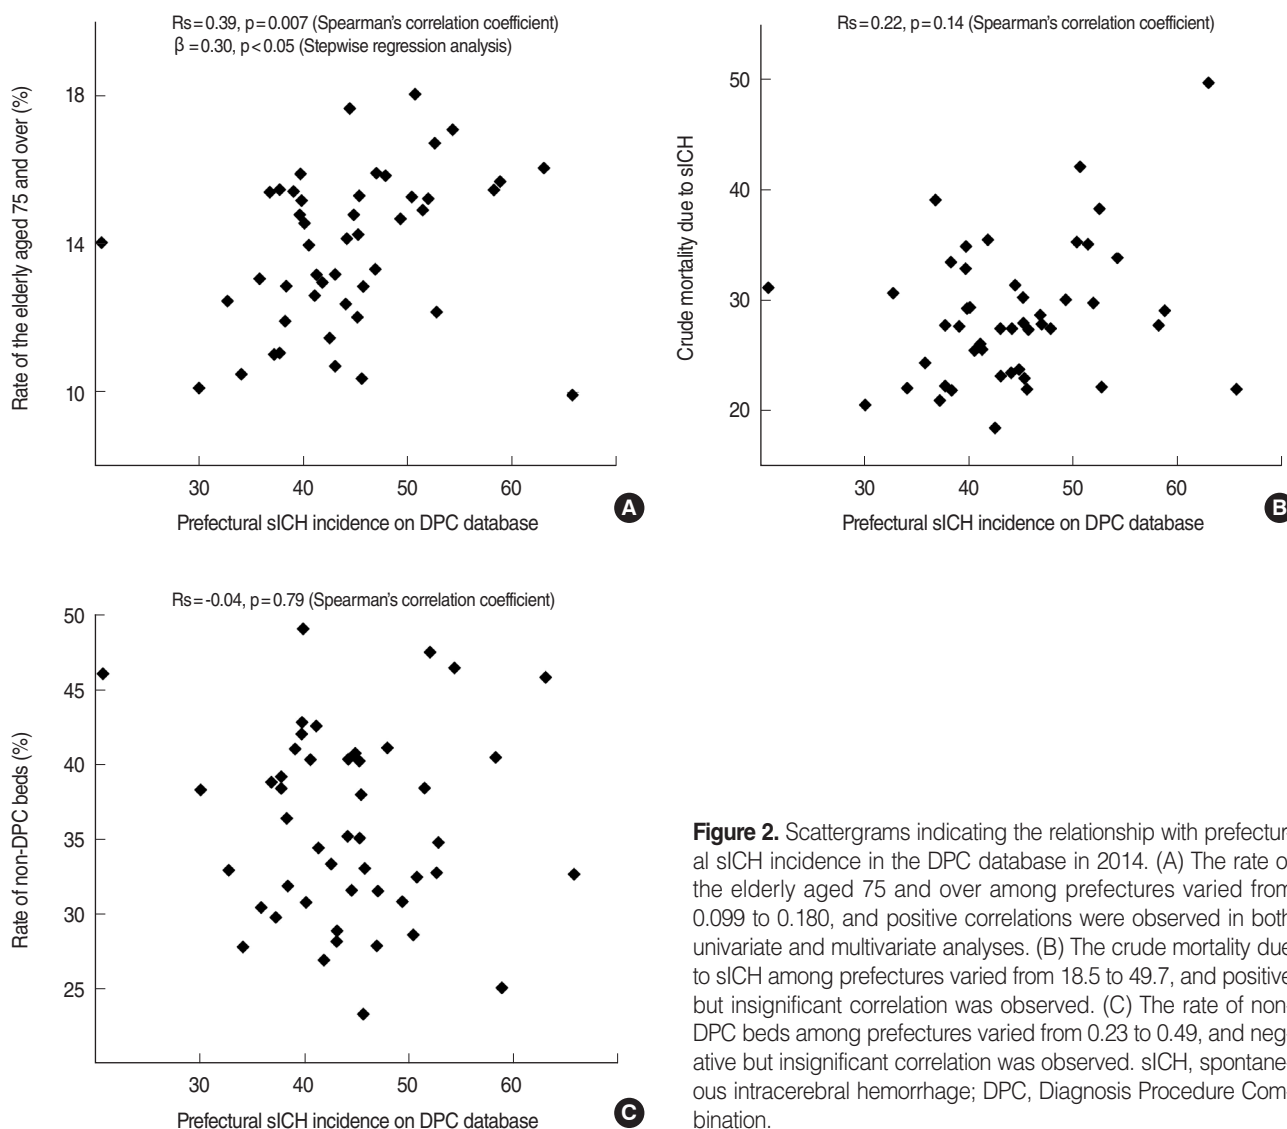 Rs=0.39, p=0.007 (Spearman's correlation coefficient)
β=0.30, p<0.05 (Stepwise regression analysis)
Rate of the elderly aged 75 and over (%)
18
14
10
30 40 50 60
Prefectural sICH incidence on DPC database
A
Rs=0.22, p=0.14 (Spearman's correlation coefficient)
Crude mortality due to sICH
50
40
30
20
30 40 50 60
Prefectural sICH incidence on DPC database
B
Rs=-0.04, p=0.79 (Spearman's correlation coefficient)
Rate of non-DPC beds (%)
50
45
40
35
30
25
30 40 50 60
Prefectural sICH incidence on DPC database
C
Figure 2. Scattergrams indicating the relationship with prefectur
al sICH incidence in the DPC database in 2014. (A) The rate o
the elderly aged 75 and over among prefectures varied from
0.099 to 0.180, and positive correlations were observed in both
univariate and multivariate analyses. (B) The crude mortality due
to sICH among prefectures varied from 18.5 to 49.7, and positive
but insignificant correlation was observed. (C) The rate of non
DPC beds among prefectures varied from 0.23 to 0.49, and neg
ative but insignificant correlation was observed. sICH, spontane
ous intracerebral hemorrhage; DPC, Diagnosis Procedure Com
bination.